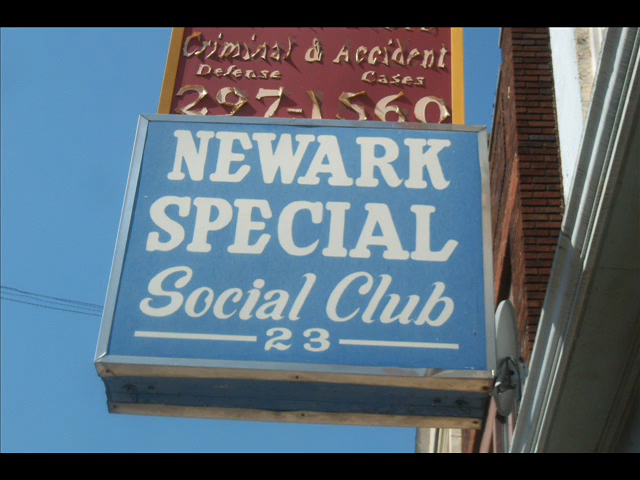 Criminal & Accident
Defense Cases
297-1560
NEWARK
SPECIAL
Social Club
23